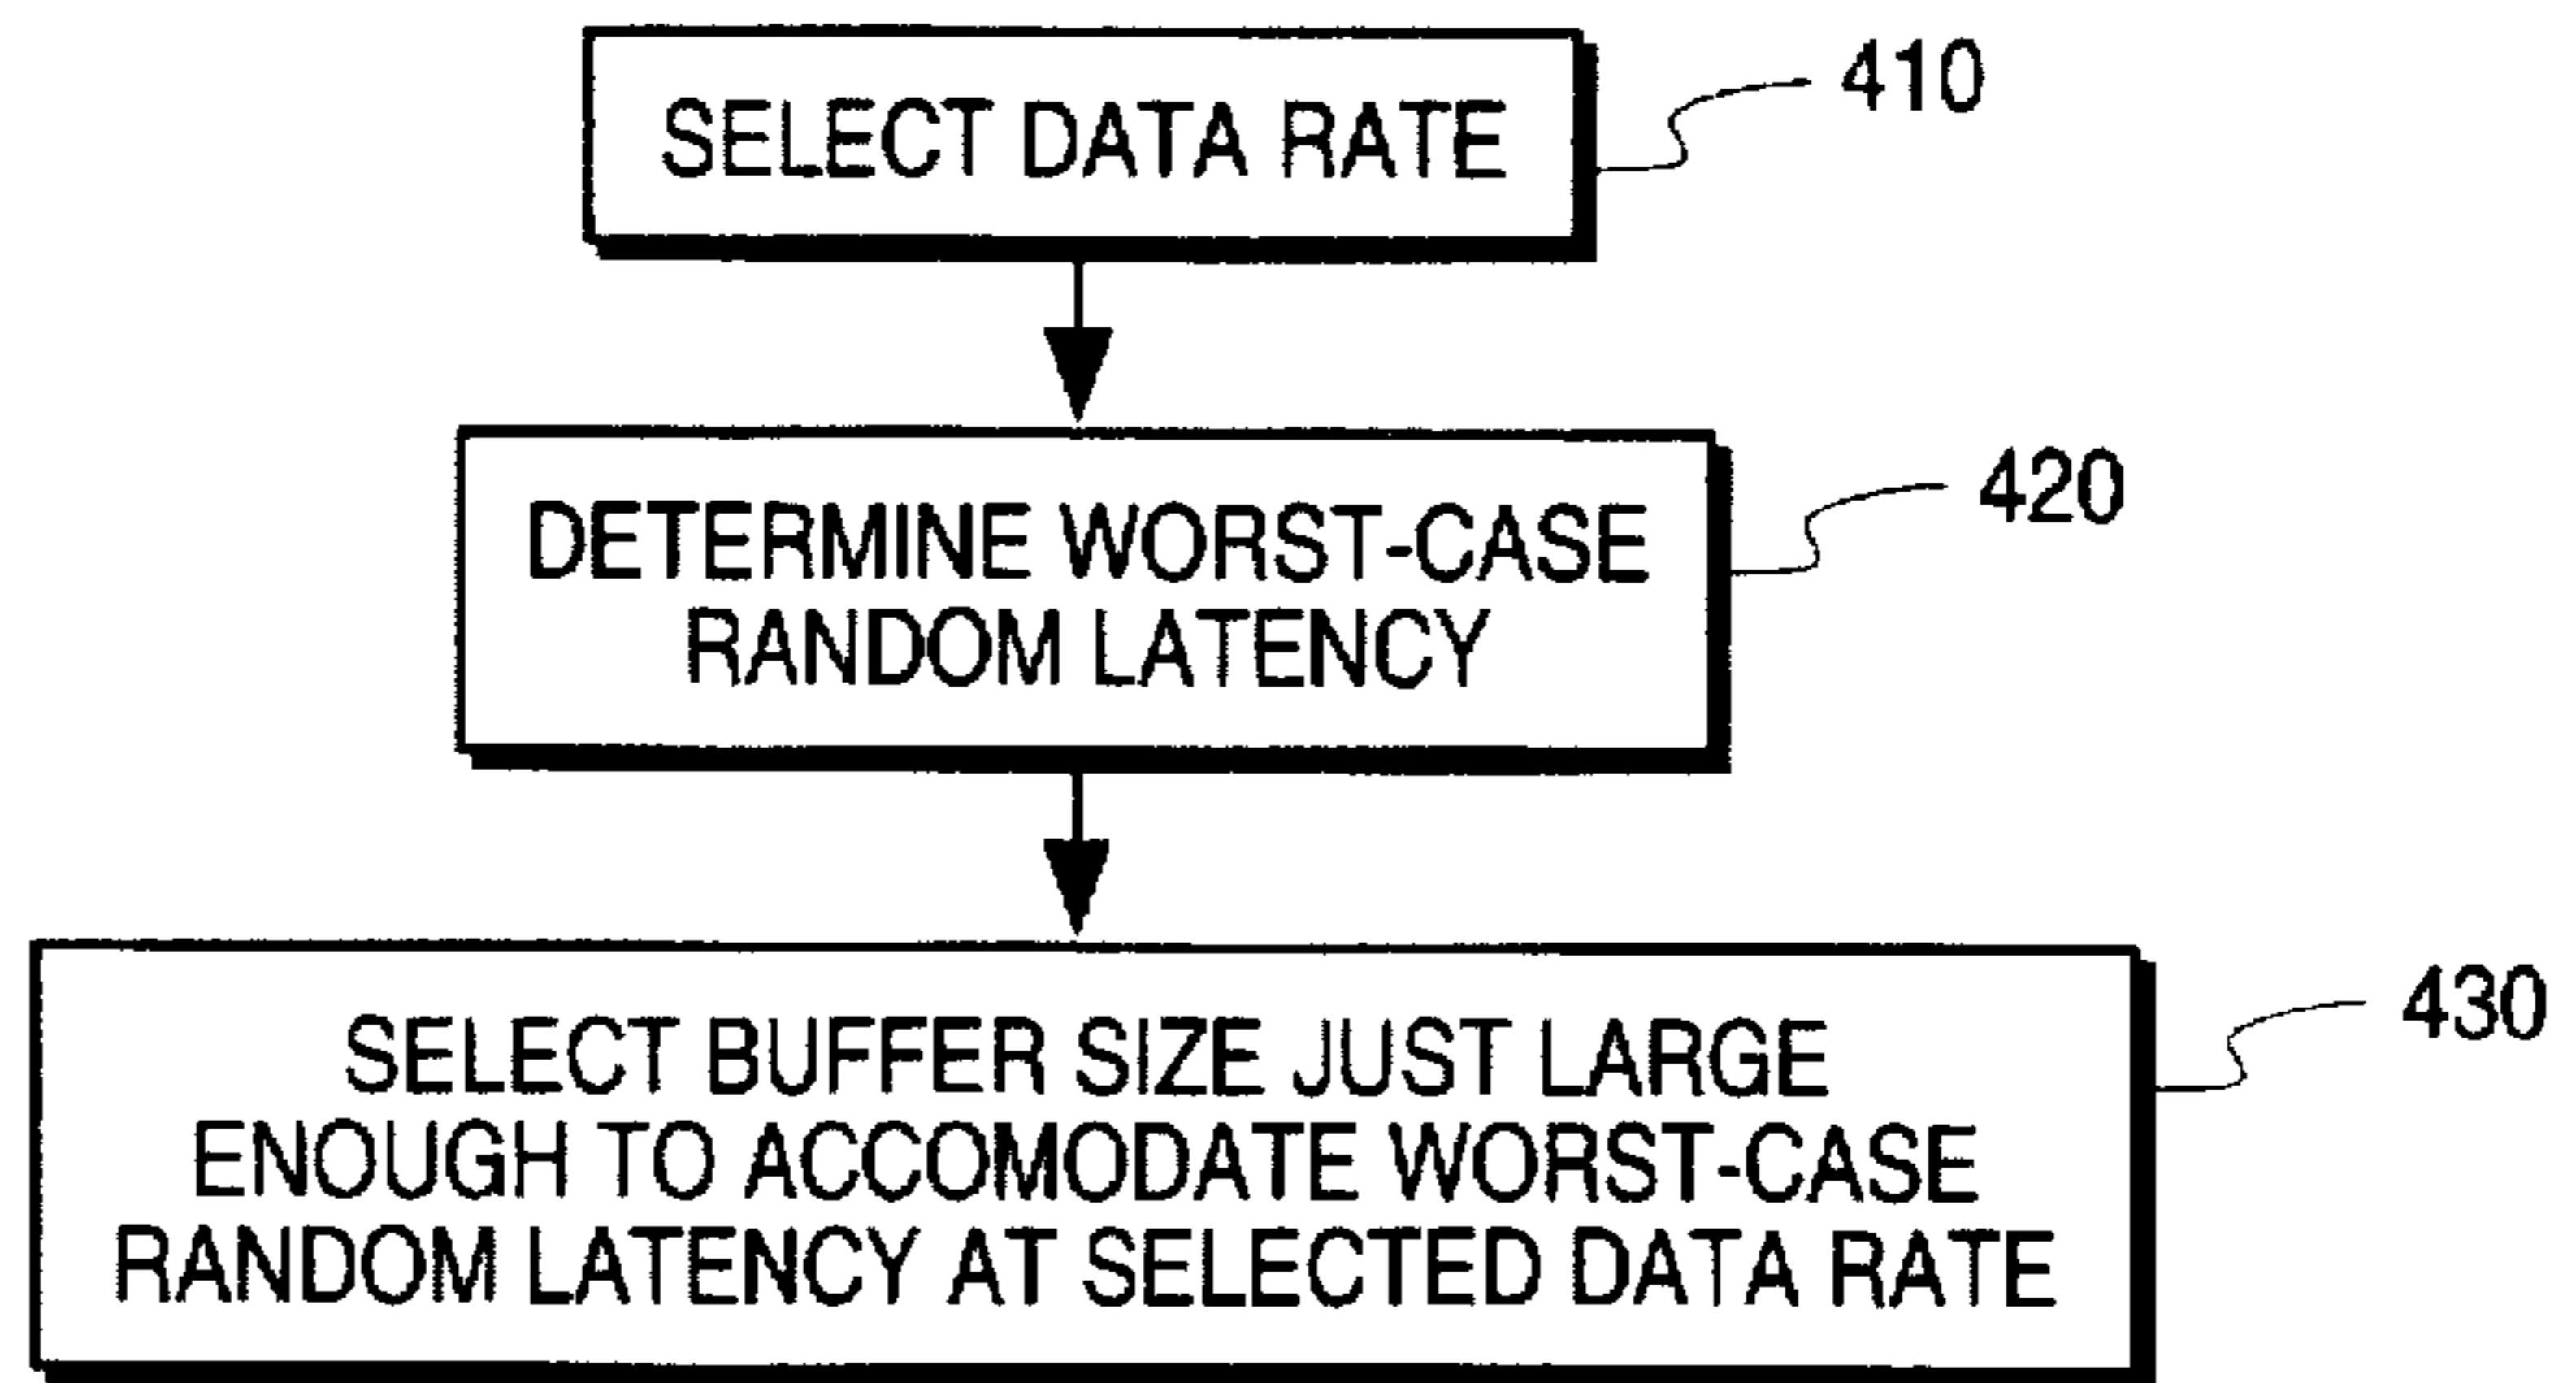 SELECT DATA RATE
410
DETERMINE WORST-CASE
RANDOM LATENCY
420
SELECT BUFFER SIZE JUST LARGE
ENOUGH TO ACCOMODATE WORST-CASE
RANDOM LATENCY AT SELECTED DATA RATE
430